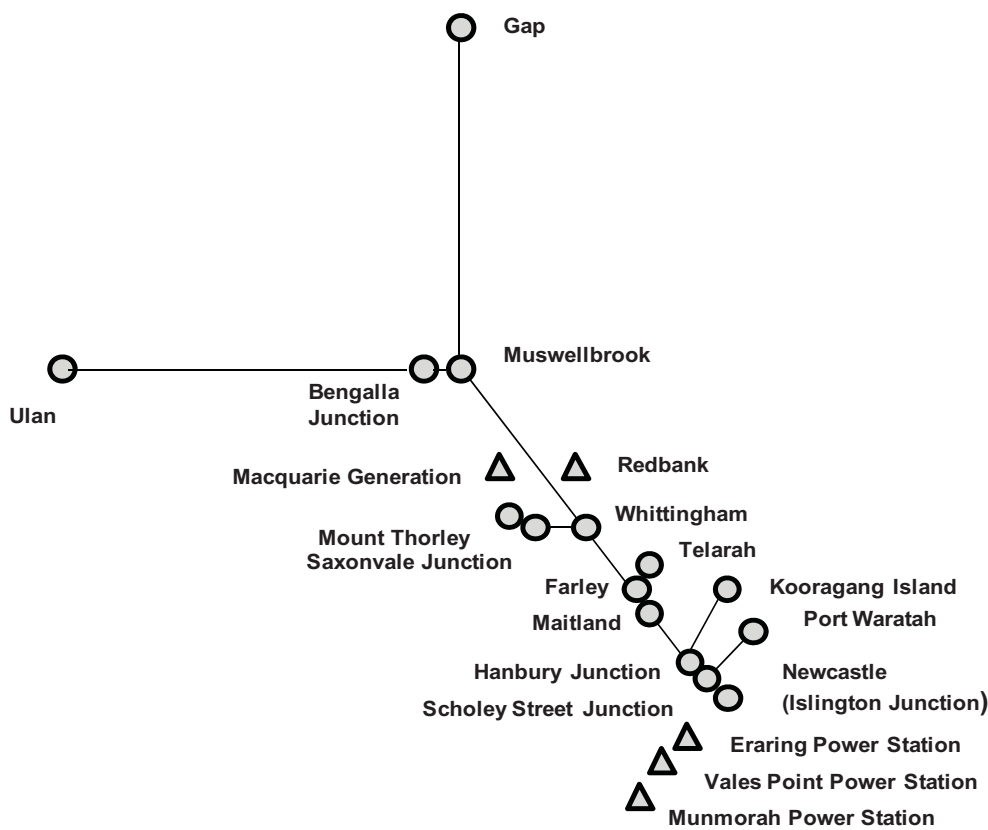 Gap
Muswellbrook
Bengalla
Junction
Ulan
Macquarie Generation
Redbank
Whittingham
Mount Thorley
Saxonvale Junction
Telarah
Farley
Kooragang Island
Maitland
Port Waratah
Hanbury Junction
Newcastle
(Islington Junction)
Scholey Street Junction
Eraring Power Station
Vales Point Power Station
Munmorah Power Station